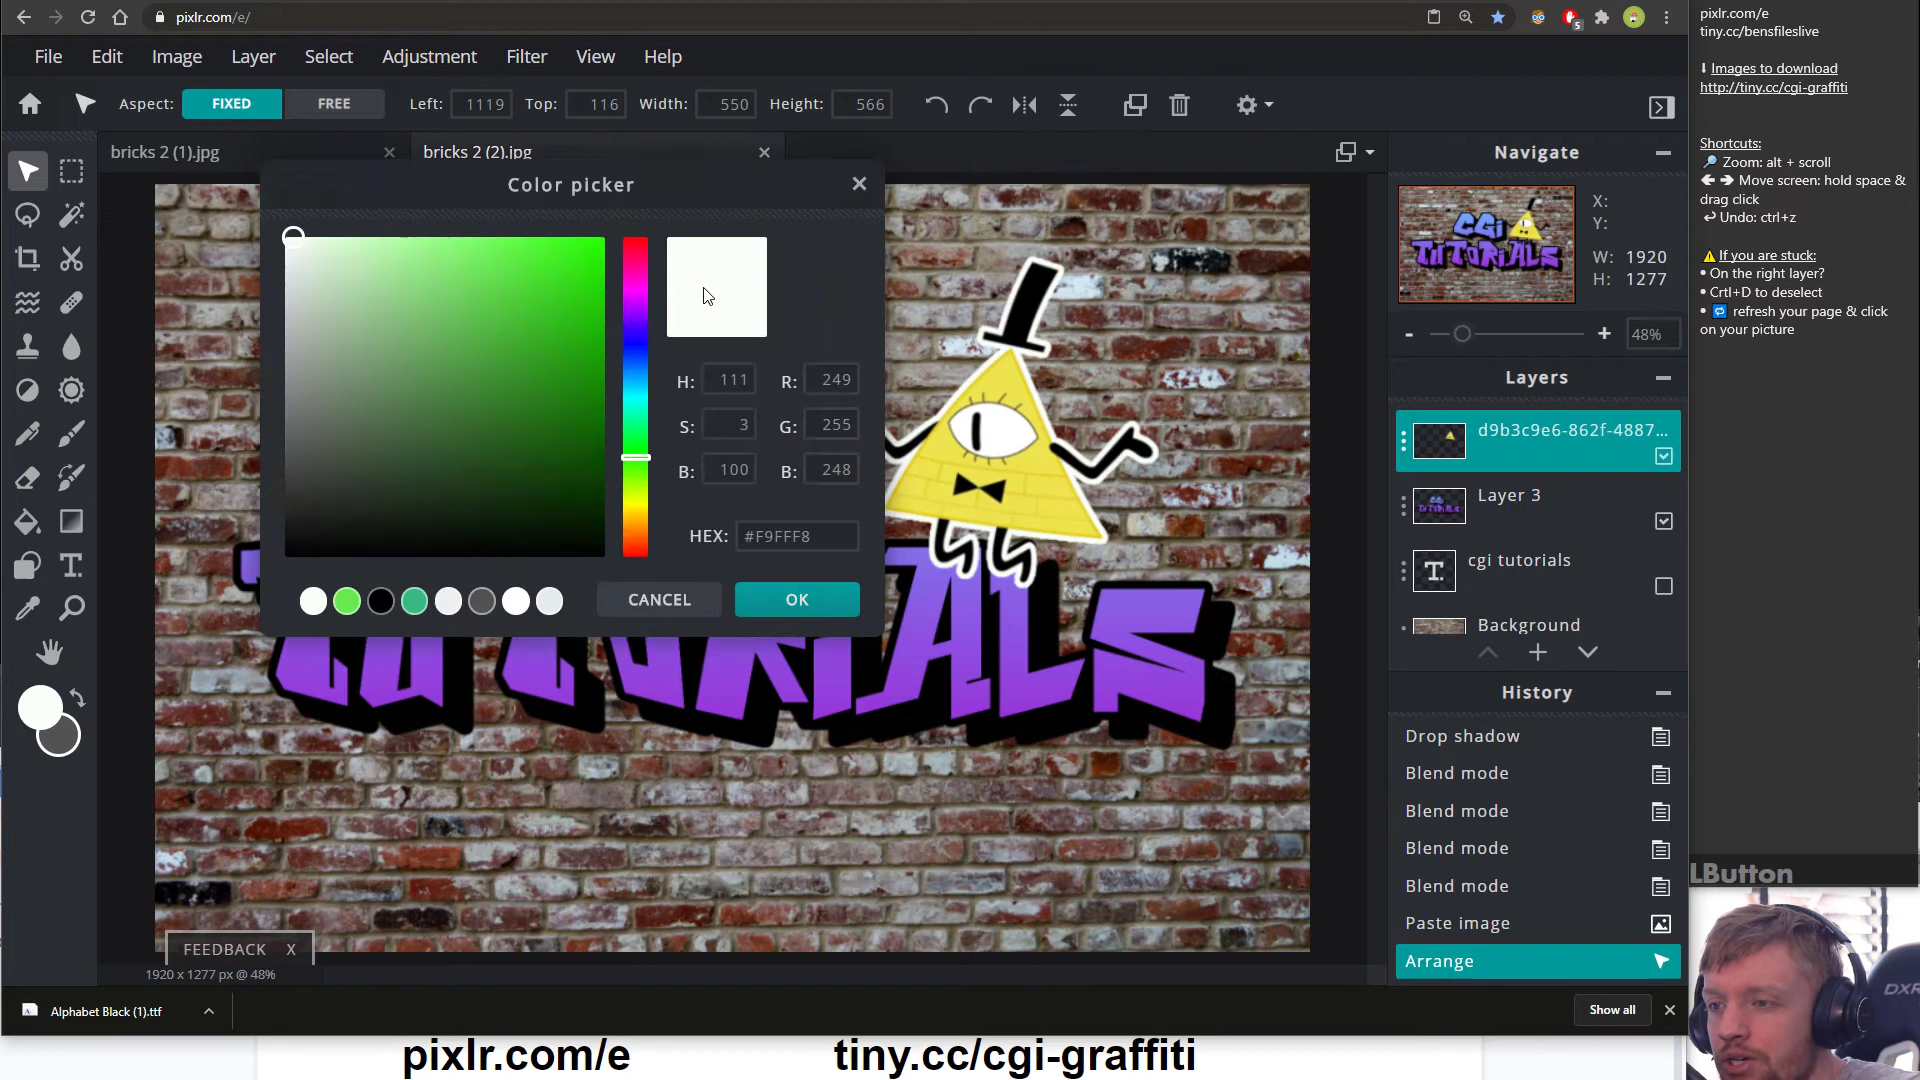 pixlr.com/e/
5
File Edit Image Layer Select Adjustment Filter View Help
Aspect: FIXED FREE Left: 1119 Top: 116 Width: 550 Height: 566
bricks 2 (1).jpg
bricks 2 (2).jpg
Color picker
H: 111 R: 249
S: 3 G: 255
B: 100 B: 248
HEX: #F9FFF8
CANCEL OK
TUTORIALS
FEEDBACK X
1920 x 1277 px @ 48%
Navigate
CGI
TUTORIALS
X:
Y:
W: 1920
H: 1277
- + 48%
Layers
d9b3c9e6-862f-4887...
Layer 3
T. cgi tutorials
Background
History
Drop shadow
Blend mode
Blend mode
Blend mode
Blend mode
Paste image
Arrange
Alphabet Black (1).ttf
Show all
pixlr.com/e tiny.cc/cgi-graffiti
pixlr.com/e
tiny.cc/bensfileslive
⭳ Images to download
http://tiny.cc/cgi-graffiti
Shortcuts:
🔎 Zoom: alt + scroll
🡰 🡲 Move screen: hold space &
drag click
↩ Undo: ctrl+z
⚠ If you are stuck:
• On the right layer?
• Crtl+D to deselect
• 🔁 refresh your page & click
on your picture
LButton
DXR